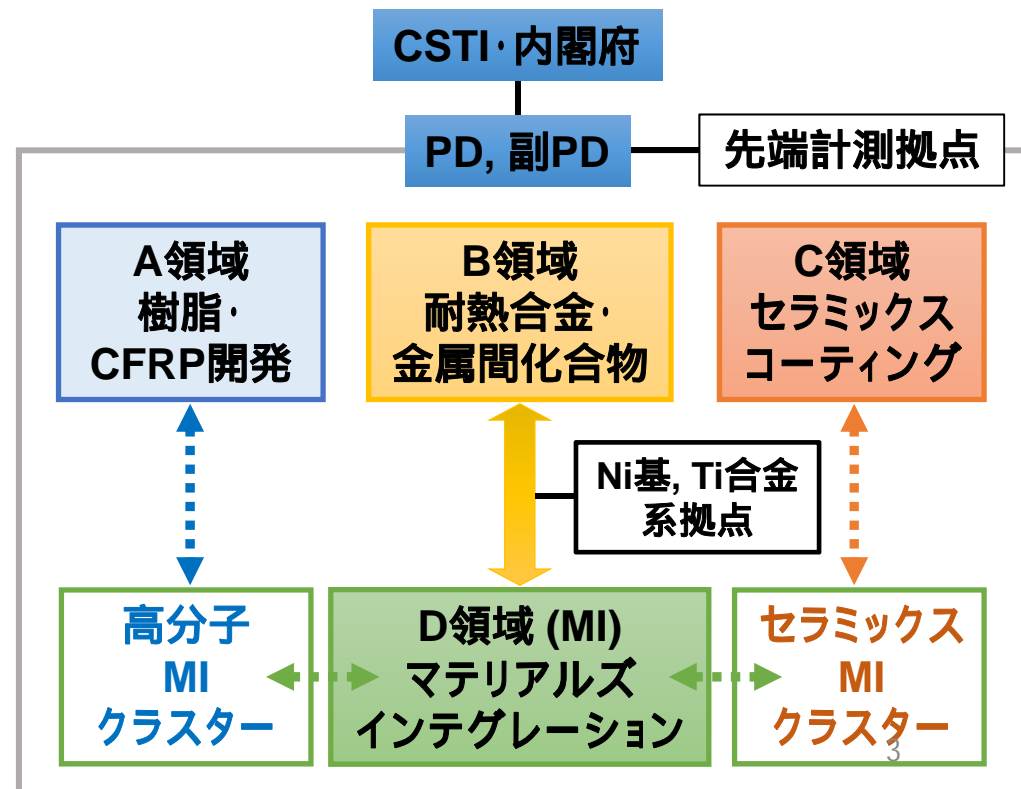 CSTI・内閣府
PD, 副PD
先端計測拠点
A領域
樹脂・
CFRP開発
B領域
耐熱合金・
金属間化合物
C領域
セラミックス
コーティング
Ni基, Ti合金
系拠点
高分子
MI
クラスター
D領域 (MI)
マテリアルズ
インテグレーション
セラミックス
MI
クラスター
3